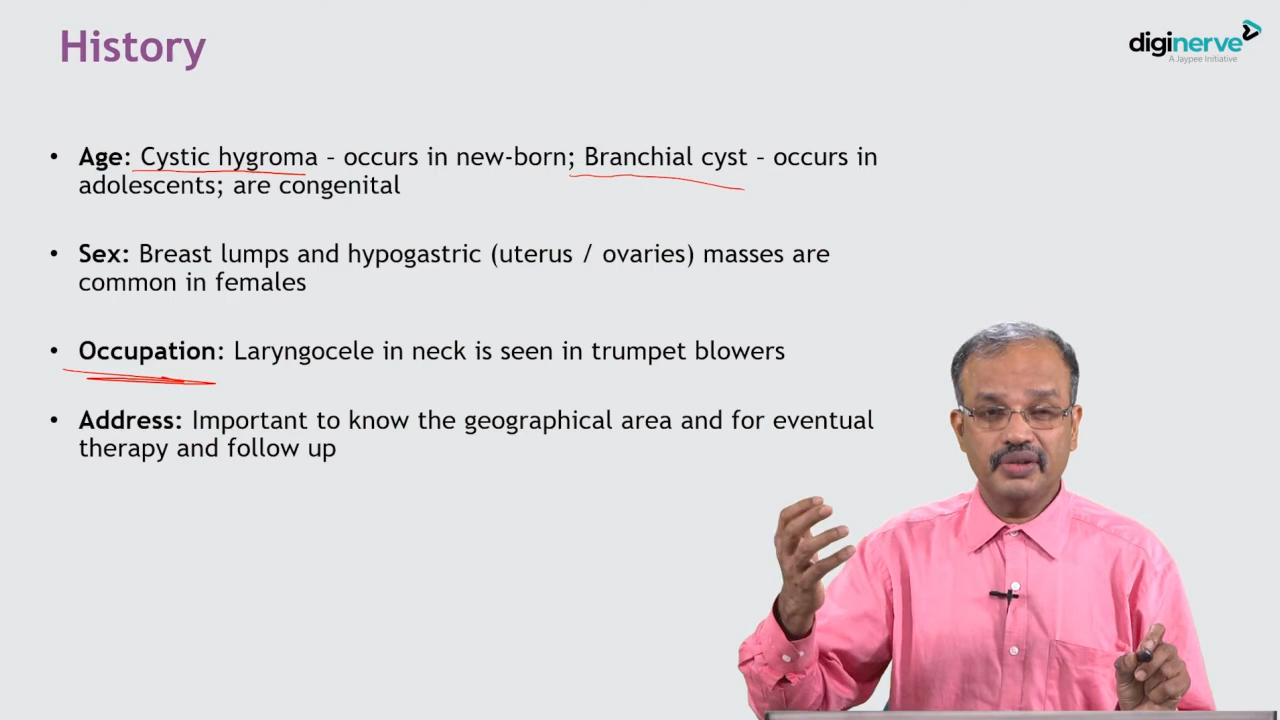 History
diginerve
A Jaypee Initiative
• Age: Cystic hygroma – occurs in new-born; Branchial cyst – occurs in
adolescents; are congenital
• Sex: Breast lumps and hypogastric (uterus / ovaries) masses are
common in females
• Occupation: Laryngocele in neck is seen in trumpet blowers
• Address: Important to know the geographical area and for eventual
therapy and follow up